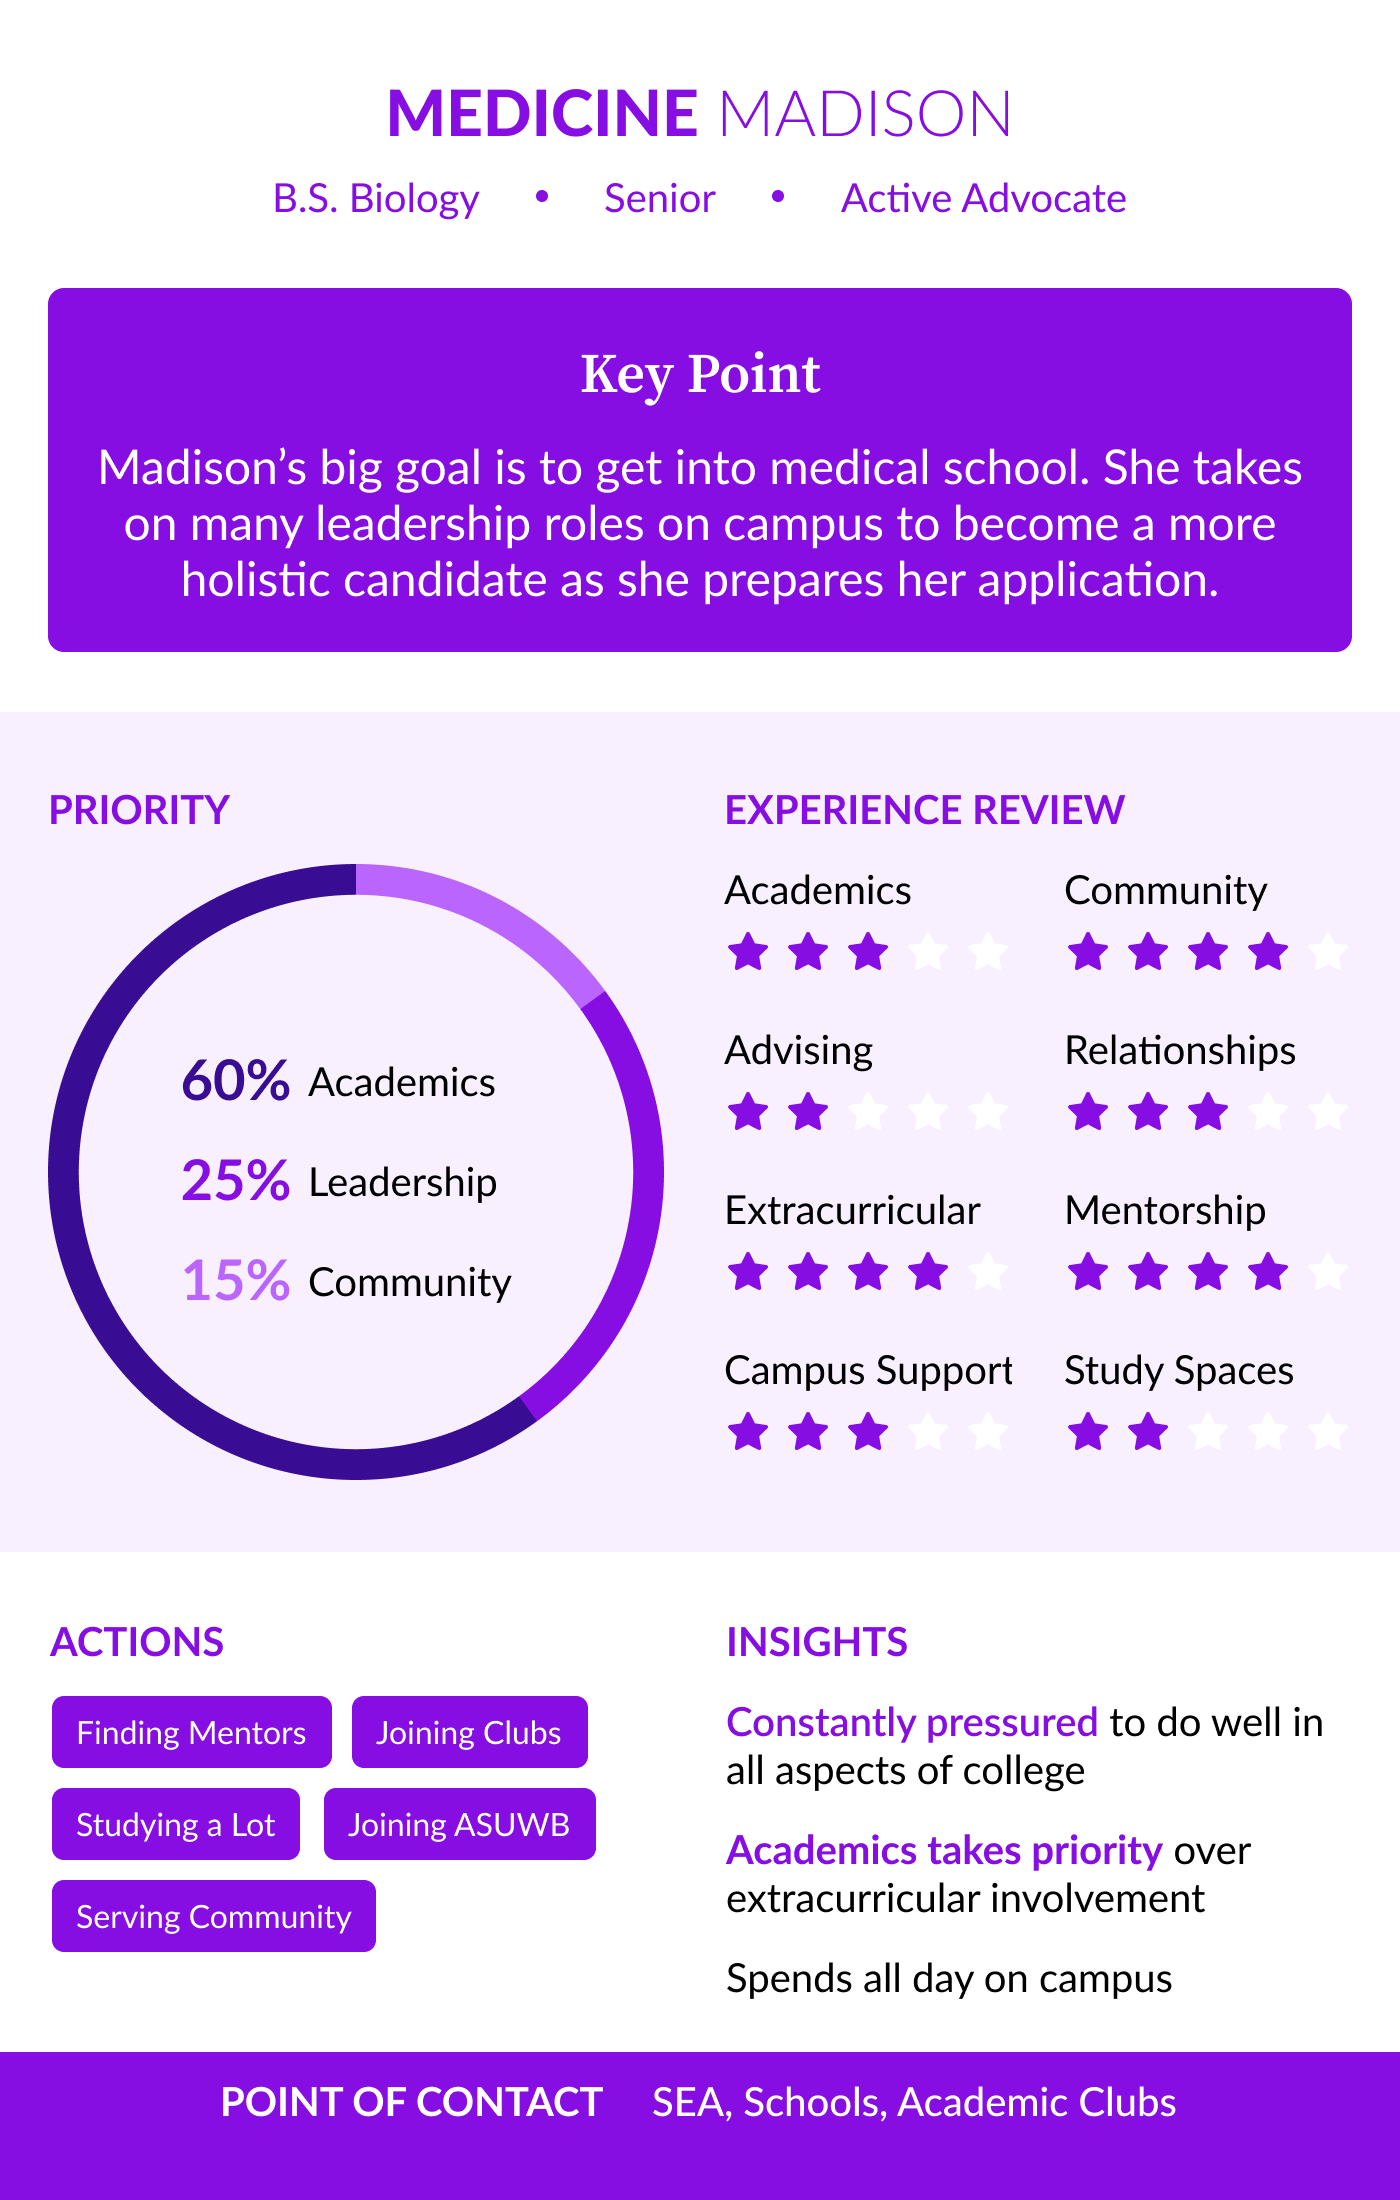 MEDICINE MADISON
B.S. Biology • Senior • Active Advocate
Key Point
Madison’s big goal is to get into medical school. She takes
on many leadership roles on campus to become a more
holistic candidate as she prepares her application.
PRIORITY
60% Academics
25% Leadership
15% Community
EXPERIENCE REVIEW
Academics
Community
Advising
Relationships
Extracurricular
Mentorship
Campus Support
Study Spaces
ACTIONS
Finding Mentors
Joining Clubs
Studying a Lot
Joining ASUWB
Serving Community
INSIGHTS
Constantly pressured to do well in
all aspects of college
Academics takes priority over
extracurricular involvement
Spends all day on campus
POINT OF CONTACT SEA, Schools, Academic Clubs